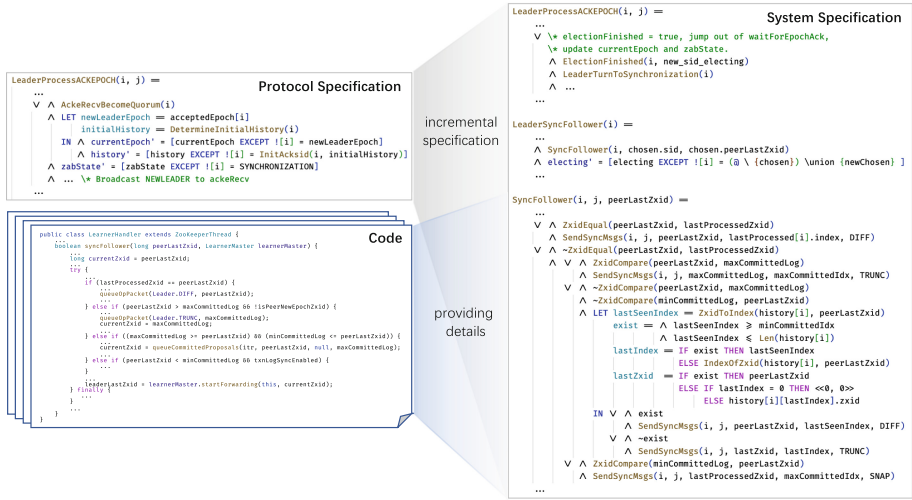 LeaderProcessACKEPOCH(i, j) ==
Protocol Specification
...
∨ ∧ AckeRecvBecomeQuorum(i)
∧ LET newLeaderEpoch == acceptedEpoch[i]
initialHistory == DetermineInitialHistory(i)
IN ∧ currentEpoch' = [currentEpoch EXCEPT ![i] = newLeaderEpoch]
∧ history' = [history EXCEPT ![i] = InitAcksid(i, initialHistory)]
∧ zabState' = [zabState EXCEPT ![i] = SYNCHRONIZATION]
∧ ... \* Broadcast NEWLEADER to ackeRecv
...
Code
public class LearnerHandler extends ZooKeeperThread {
...
boolean syncFollower(long peerLastZxid, LearnerMaster learnerMaster) {
...
long currentZxid = peerLastZxid;
...
try {
...
if (lastProcessedZxid == peerLastZxid) {
...
queueOpPacket(Leader.DIFF, peerLastZxid);
...
} else if (peerLastZxid > maxCommittedLog && !isPeerNewEpochZxid) {
...
queueOpPacket(Leader.TRUNC, maxCommittedLog);
currentZxid = maxCommittedLog;
...
} else if ((maxCommittedLog >= peerLastZxid) && (minCommittedLog <= peerLastZxid)) {
...
currentZxid = queueCommittedProposals(itr, peerLastZxid, null, maxCommittedLog);
...
} else if (peerLastZxid < minCommittedLog && txnLogSyncEnabled) {
...
}
...
leaderLastZxid = learnerMaster.startForwarding(this, currentZxid);
} finally {
...
}
...
}
}
incremental
specification
providing
details
LeaderProcessACKEPOCH(i, j) ==
System Specification
...
∨ \* electionFinished = true, jump out of waitForEpochAck,
\* update currentEpoch and zabState.
∧ ElectionFinished(i, new_sid_electing)
∧ LeaderTurnToSynchronization(i)
∧ ...
...
LeaderSyncFollower(i) ==
...
∧ SyncFollower(i, chosen.sid, chosen.peerLastZxid)
∧ electing' = [electing EXCEPT ![i] = (@ \ {chosen}) \union {newChosen} ]
...
SyncFollower(i, j, peerLastZxid) ==
...
∨ ∧ ZxidEqual(peerLastZxid, lastProcessedZxid)
∧ SendSyncMsgs(i, j, peerLastZxid, lastProcessed[i].index, DIFF)
∨ ∧ ~ZxidEqual(peerLastZxid, lastProcessedZxid)
∧ ∨ ∧ ZxidCompare(peerLastZxid, maxCommittedLog)
∧ SendSyncMsgs(i, j, maxCommittedLog, maxCommittedIdx, TRUNC)
∨ ∧ ~ZxidCompare(peerLastZxid, maxCommittedLog)
∧ ~ZxidCompare(minCommittedLog, peerLastZxid)
∧ LET lastSeenIndex == ZxidToIndex(history[i], peerLastZxid)
exist == ∧ lastSeenIndex ⩾ minCommittedIdx
∧ lastSeenIndex ⩽ Len(history[i])
lastIndex == IF exist THEN lastSeenIndex
ELSE IndexOfZxid(history[i], peerLastZxid)
lastZxid == IF exist THEN peerLastZxid
ELSE IF lastIndex = 0 THEN <<0, 0>>
ELSE history[i][lastIndex].zxid
IN ∨ ∧ exist
∧ SendSyncMsgs(i, j, peerLastZxid, lastSeenIndex, DIFF)
∨ ∧ ~exist
∧ SendSyncMsgs(i, j, lastZxid, lastIndex, TRUNC)
∨ ∧ ZxidCompare(minCommittedLog, peerLastZxid)
∧ SendSyncMsgs(i, j, lastProcessedZxid, maxCommittedIdx, SNAP)
...